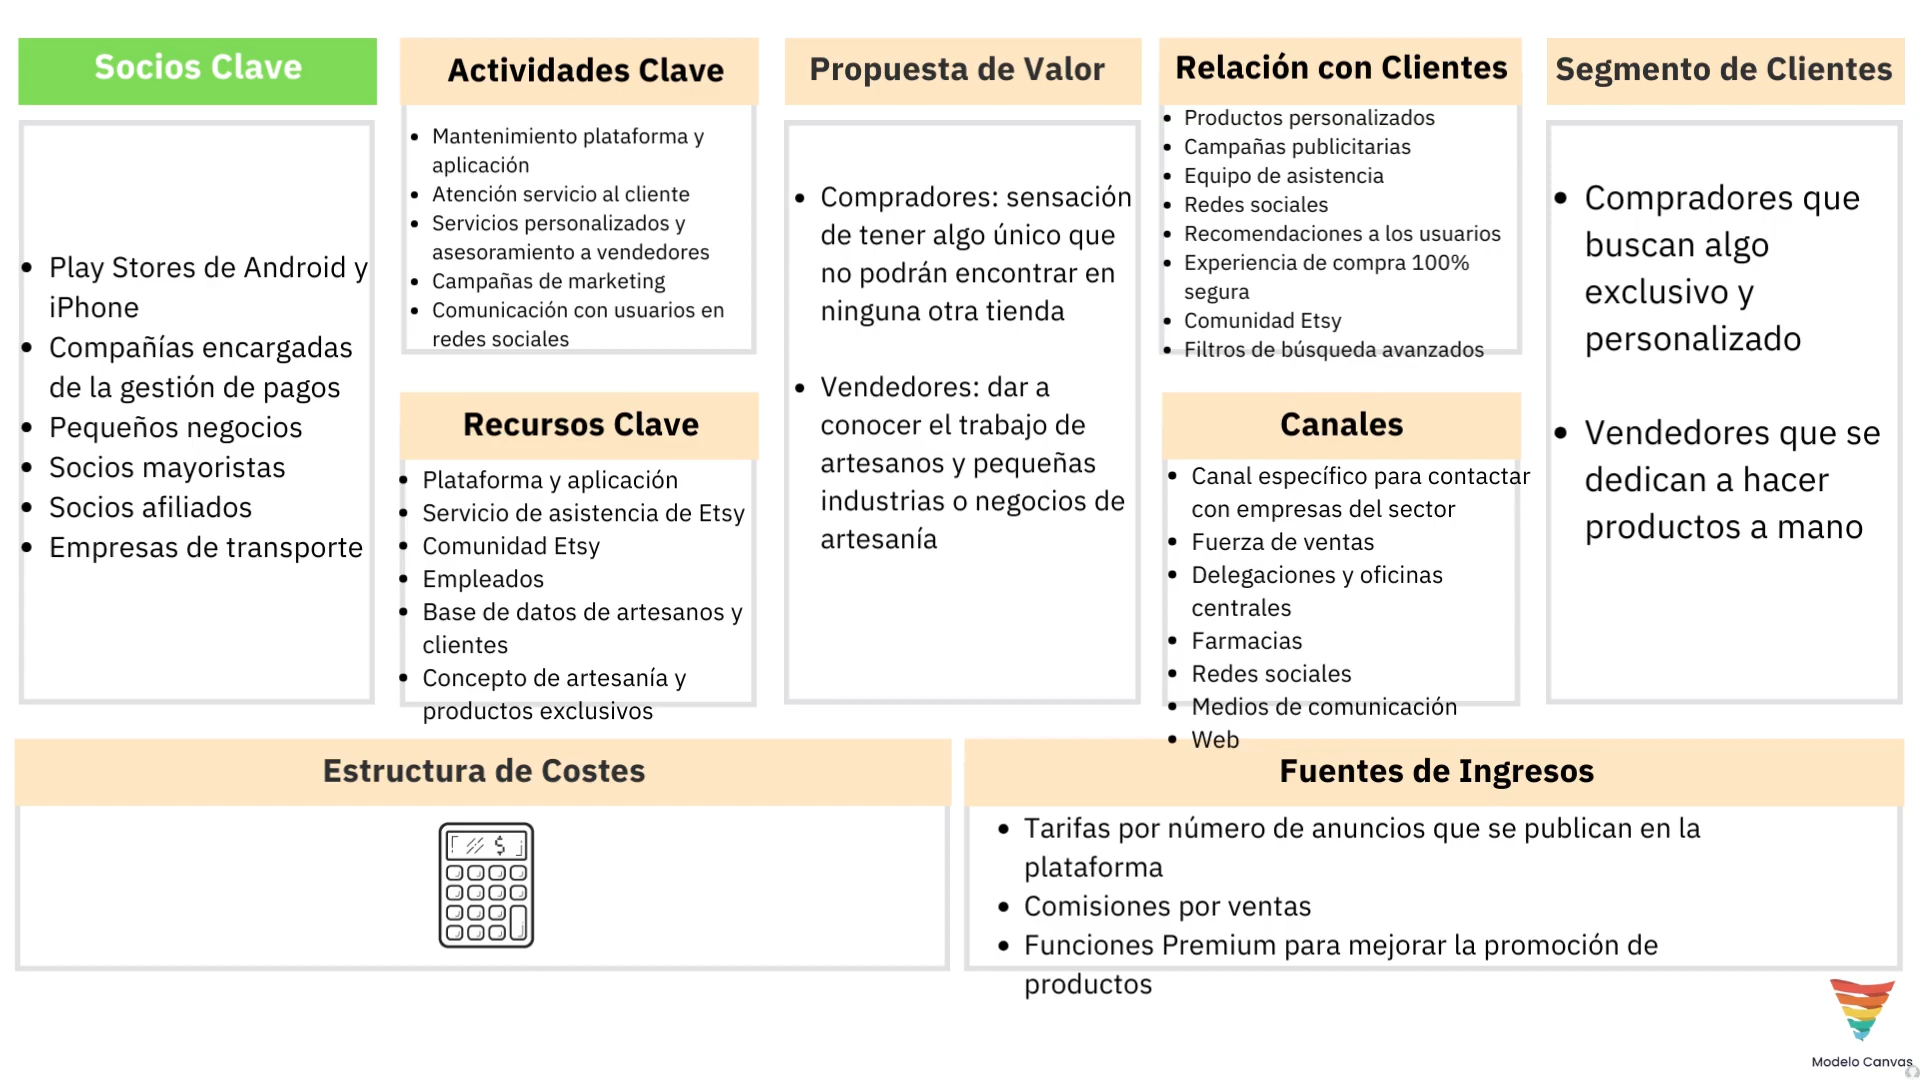 Socios Clave
Play Stores de Android y
iPhone
Compañías encargadas
de la gestión de pagos
Pequeños negocios
Socios mayoristas
Socios afiliados
Empresas de transporte
Actividades Clave
Mantenimiento plataforma y
aplicación
Atención servicio al cliente
Servicios personalizados y
asesoramiento a vendedores
Campañas de marketing
Comunicación con usuarios en
redes sociales
Recursos Clave
Plataforma y aplicación
Servicio de asistencia de Etsy
Comunidad Etsy
Empleados
Base de datos de artesanos y
clientes
Concepto de artesanía y
productos exclusivos
Propuesta de Valor
Compradores: sensación
de tener algo único que
no podrán encontrar en
ninguna otra tienda
Vendedores: dar a
conocer el trabajo de
artesanos y pequeñas
industrias o negocios de
artesanía
Relación con Clientes
Productos personalizados
Campañas publicitarias
Equipo de asistencia
Redes sociales
Recomendaciones a los usuarios
Experiencia de compra 100%
segura
Comunidad Etsy
Filtros de búsqueda avanzados
Canales
Canal específico para contactar
con empresas del sector
Fuerza de ventas
Delegaciones y oficinas
centrales
Farmacias
Redes sociales
Medios de comunicación
Web
Segmento de Clientes
Compradores que
buscan algo
exclusivo y
personalizado
Vendedores que se
dedican a hacer
productos a mano
Estructura de Costes
$
Fuentes de Ingresos
Tarifas por número de anuncios que se publican en la
plataforma
Comisiones por ventas
Funciones Premium para mejorar la promoción de
productos
Modelo Canvas